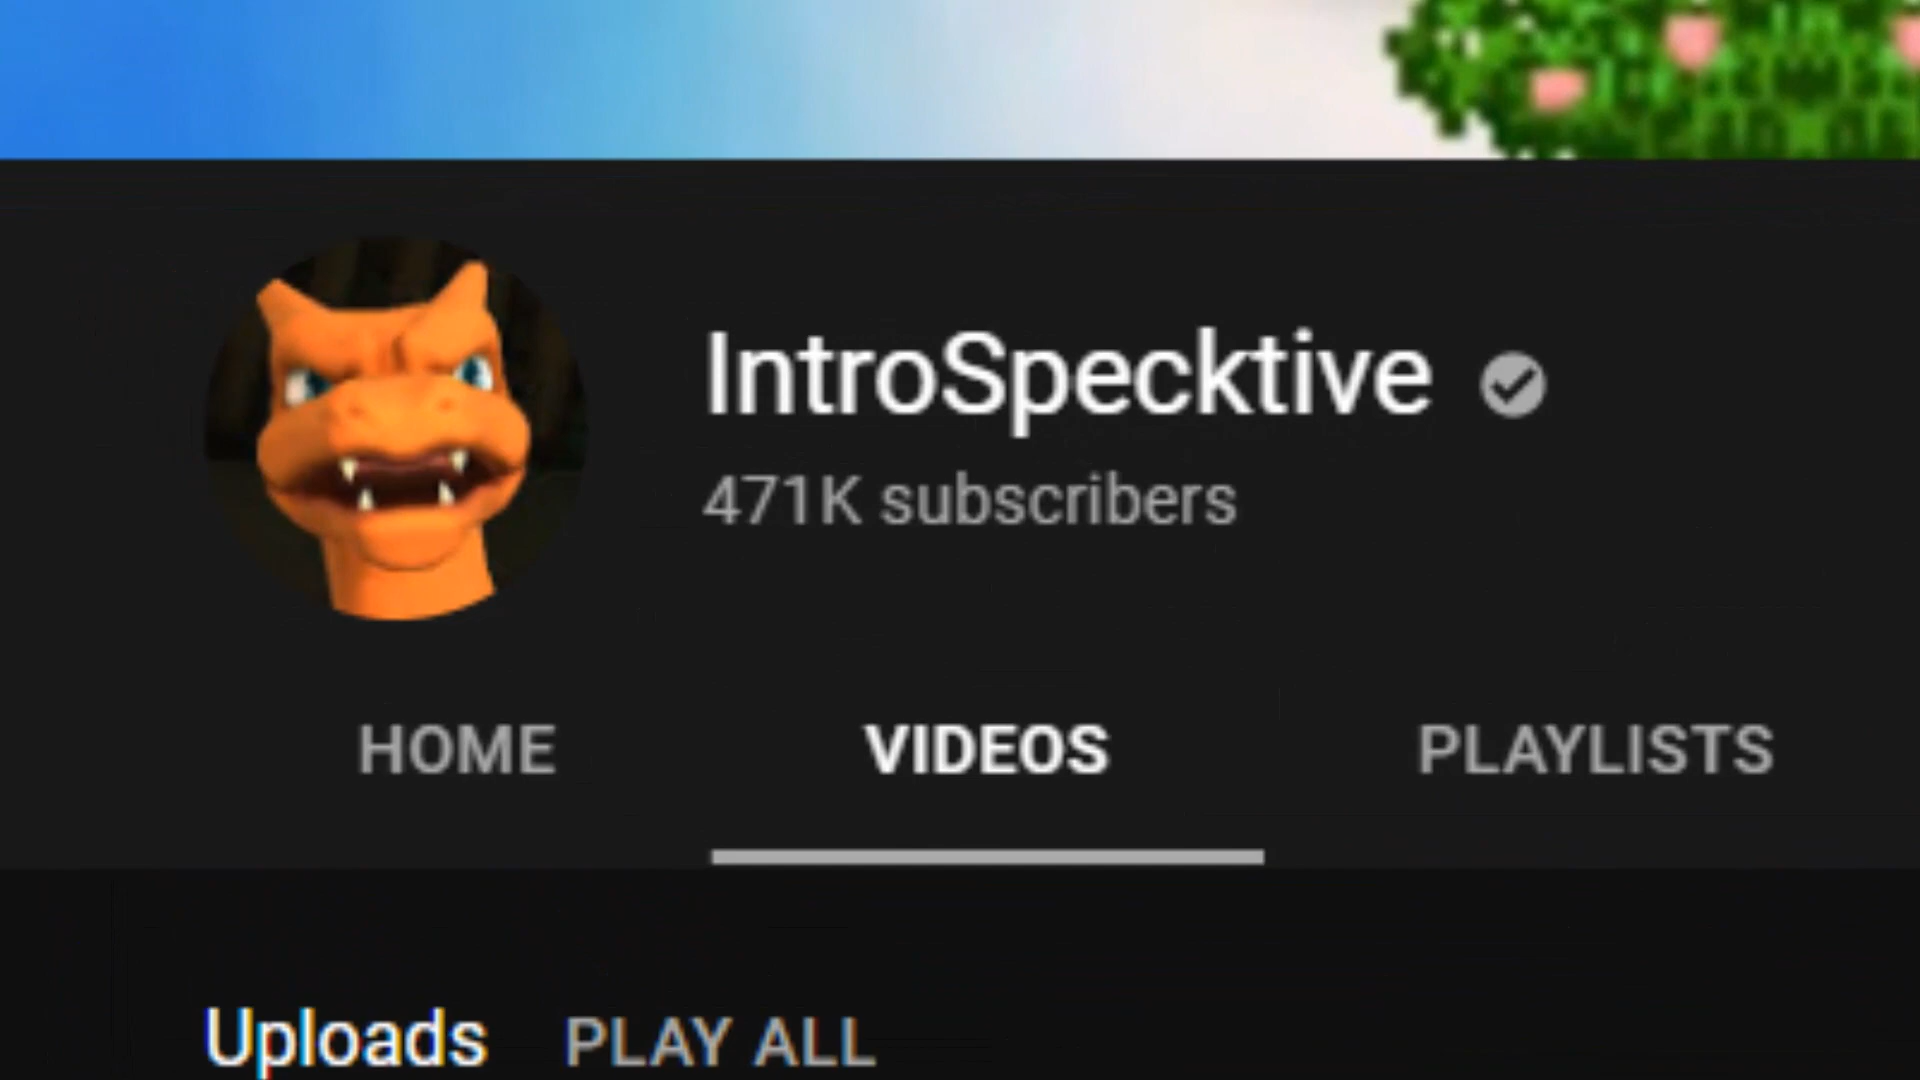 IntroSpecktive
471K subscribers
HOME VIDEOS PLAYLISTS
Uploads PLAY ALL